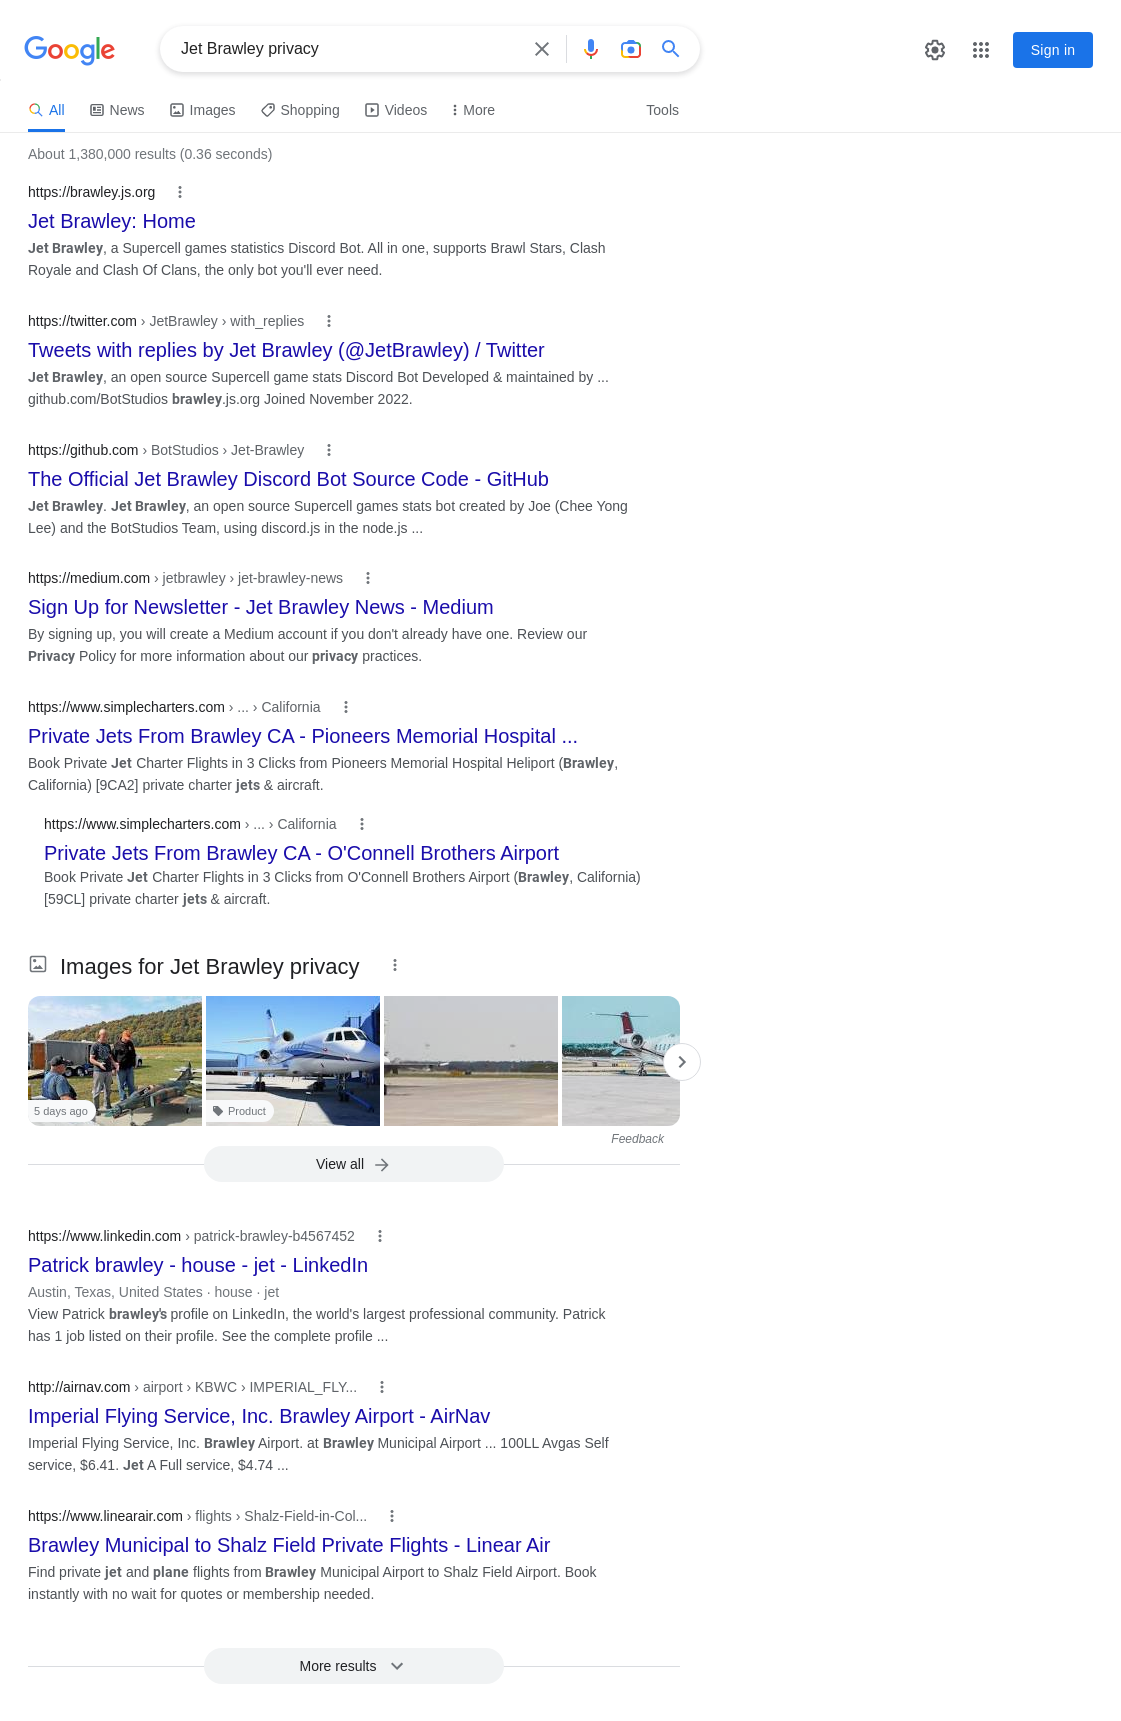 Google
Jet Brawley privacy
Sign in
All
News
Images
Shopping
Videos
More
Tools
About 1,380,000 results (0.36 seconds)
https://brawley.js.org
Jet Brawley: Home
Jet Brawley, a Supercell games statistics Discord Bot. All in one, supports Brawl Stars, Clash
Royale and Clash Of Clans, the only bot you'll ever need.
https://twitter.com › JetBrawley › with_replies
Tweets with replies by Jet Brawley (@JetBrawley) / Twitter
Jet Brawley, an open source Supercell game stats Discord Bot Developed & maintained by ...
github.com/BotStudios brawley.js.org Joined November 2022.
https://github.com › BotStudios › Jet-Brawley
The Official Jet Brawley Discord Bot Source Code - GitHub
Jet Brawley. Jet Brawley, an open source Supercell games stats bot created by Joe (Chee Yong
Lee) and the BotStudios Team, using discord.js in the node.js ...
https://medium.com › jetbrawley › jet-brawley-news
Sign Up for Newsletter - Jet Brawley News - Medium
By signing up, you will create a Medium account if you don't already have one. Review our
Privacy Policy for more information about our privacy practices.
https://www.simplecharters.com › ... › California
Private Jets From Brawley CA - Pioneers Memorial Hospital ...
Book Private Jet Charter Flights in 3 Clicks from Pioneers Memorial Hospital Heliport (Brawley,
California) [9CA2] private charter jets & aircraft.
https://www.simplecharters.com › ... › California
Private Jets From Brawley CA - O'Connell Brothers Airport
Book Private Jet Charter Flights in 3 Clicks from O'Connell Brothers Airport (Brawley, California)
[59CL] private charter jets & aircraft.
Images for Jet Brawley privacy
5 days ago
Product
Feedback
View all
https://www.linkedin.com › patrick-brawley-b4567452
Patrick brawley - house - jet - LinkedIn
Austin, Texas, United States · house · jet
View Patrick brawley's profile on LinkedIn, the world's largest professional community. Patrick
has 1 job listed on their profile. See the complete profile ...
http://airnav.com › airport › KBWC › IMPERIAL_FLY...
Imperial Flying Service, Inc. Brawley Airport - AirNav
Imperial Flying Service, Inc. Brawley Airport. at Brawley Municipal Airport ... 100LL Avgas Self
service, $6.41. Jet A Full service, $4.74 ...
https://www.linearair.com › flights › Shalz-Field-in-Col...
Brawley Municipal to Shalz Field Private Flights - Linear Air
Find private jet and plane flights from Brawley Municipal Airport to Shalz Field Airport. Book
instantly with no wait for quotes or membership needed.
More results